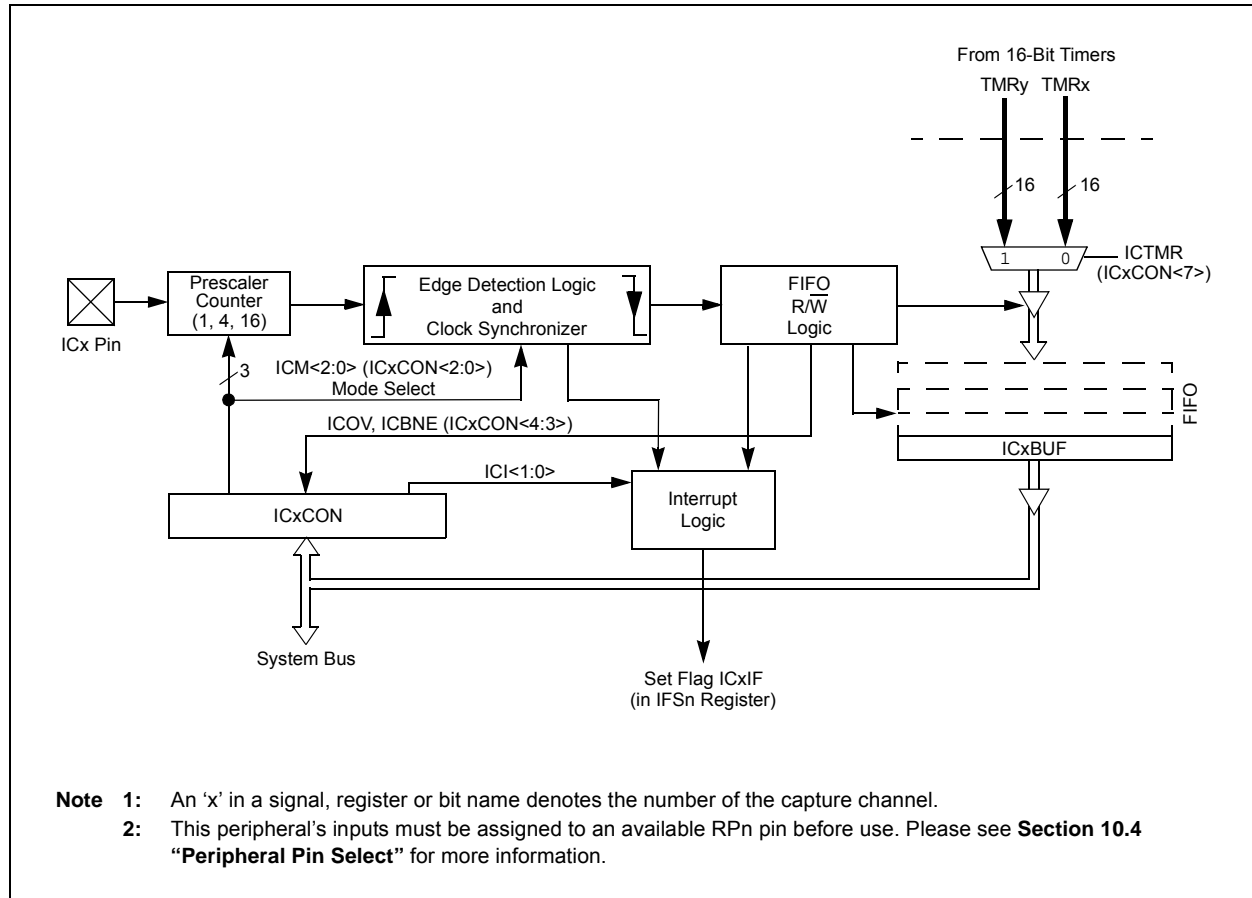 From 16-Bit Timers
TMRy TMRx
16 16
1 0
ICTMR
(ICxCON<7>)
Prescaler
Counter
(1, 4, 16)
Edge Detection Logic
and
Clock Synchronizer
FIFO
R/W̅
Logic
ICx Pin
3
ICM<2:0> (ICxCON<2:0>)
Mode Select
FIFO
ICOV, ICBNE (ICxCON<4:3>)
ICxBUF
ICI<1:0>
ICxCON
Interrupt
Logic
System Bus
Set Flag ICxIF
(in IFSn Register)
Note 1: An ‘x’ in a signal, register or bit name denotes the number of the capture channel.
2: This peripheral’s inputs must be assigned to an available RPn pin before use. Please see Section 10.4
“Peripheral Pin Select” for more information.